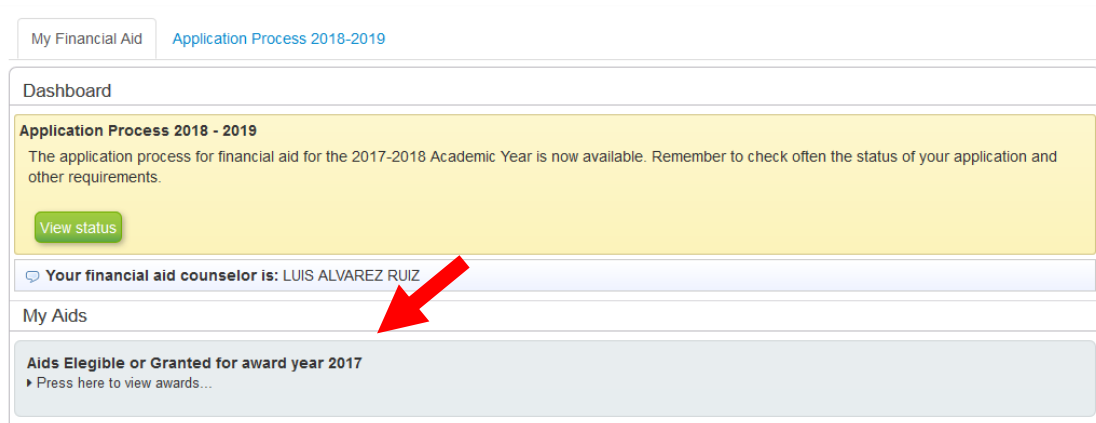 My Financial Aid Application Process 2018-2019
Dashboard
Application Process 2018 - 2019
The application process for financial aid for the 2017-2018 Academic Year is now available. Remember to check often the status of your application and
other requirements.
View status
Your financial aid counselor is: LUIS ALVAREZ RUIZ
My Aids
Aids Elegible or Granted for award year 2017
Press here to view awards...